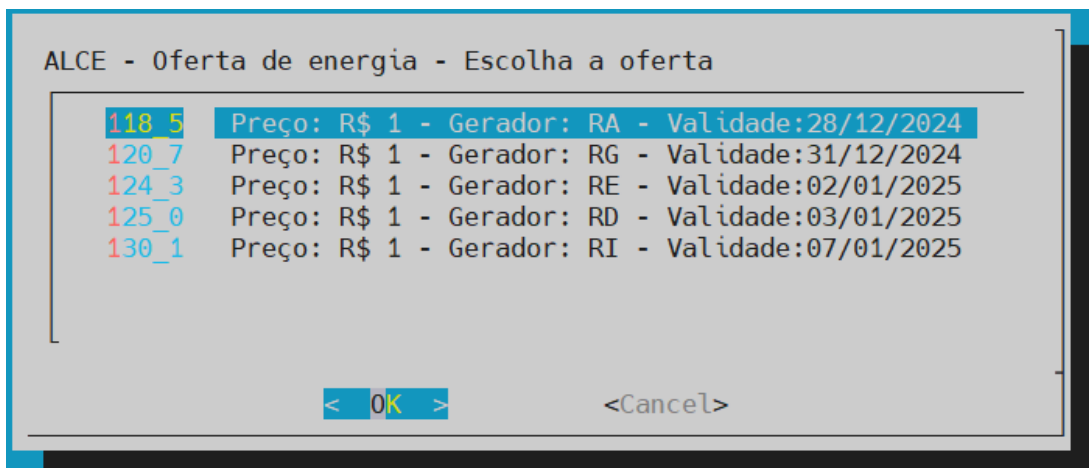 ALCE - Oferta de energia - Escolha a oferta
118_5 Preço: R$ 1 - Gerador: RA - Validade:28/12/2024
120_7 Preço: R$ 1 - Gerador: RG - Validade:31/12/2024
124_3 Preço: R$ 1 - Gerador: RE - Validade:02/01/2025
125_0 Preço: R$ 1 - Gerador: RD - Validade:03/01/2025
130_1 Preço: R$ 1 - Gerador: RI - Validade:07/01/2025
< OK > <Cancel>